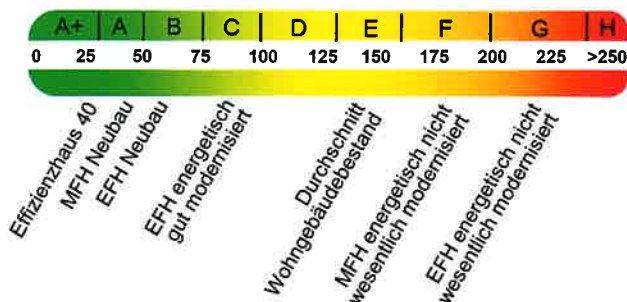 A+ A B C D E F G H
0 25 50 75 100 125 150 175 200 225 >250
Effizienzhaus 40
MFH Neubau
EFH Neubau
EFH energetisch
gut modernisiert
Durchschnitt
Wohngebäudebestand
MFH energetisch nicht
wesentlich modernisiert
EFH energetisch nicht
wesentlich modernisiert